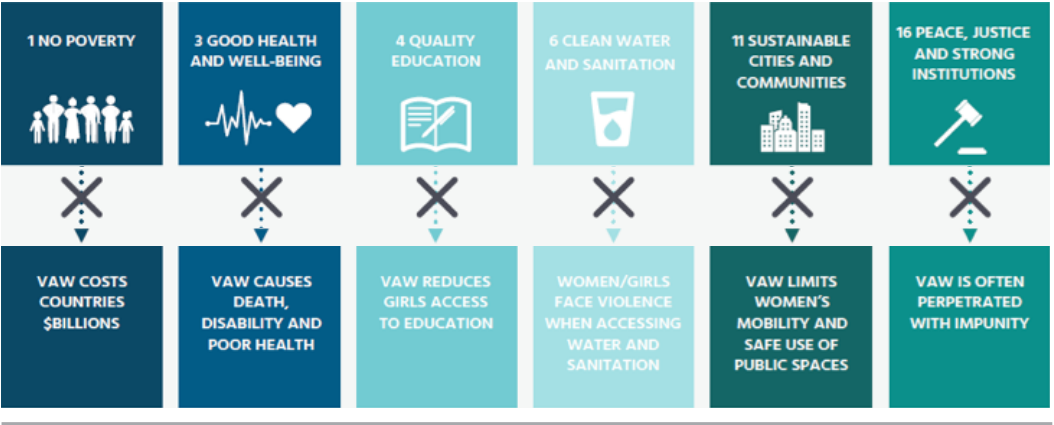 1 NO POVERTY
3 GOOD HEALTH
AND WELL-BEING
4 QUALITY
EDUCATION
6 CLEAN WATER
AND SANITATION
11 SUSTAINABLE
CITIES AND
COMMUNITIES
16 PEACE, JUSTICE
AND STRONG
INSTITUTIONS
VAW COSTS
COUNTRIES
$BILLIONS
VAW CAUSES
DEATH,
DISABILITY AND
POOR HEALTH
VAW REDUCES
GIRLS ACCESS
TO EDUCATION
WOMEN/GIRLS
FACE VIOLENCE
WHEN ACCESSING
WATER AND
SANITATION
VAW LIMITS
WOMEN'S
MOBILITY AND
SAFE USE OF
PUBLIC SPACES
VAW IS OFTEN
PERPETRATED
WITH IMPUNITY